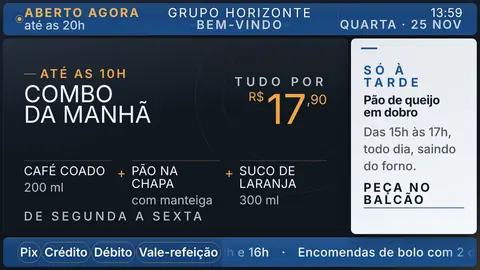 ABERTO AGORA
até as 20h
GRUPO HORIZONTE
BEM-VINDO
13:59
QUARTA · 25 NOV
ATÉ AS 10H
COMBO
DA MANHÃ
TUDO POR
R$ 17,90
CAFÉ COADO
200 ml
+
PÃO NA
CHAPA
com manteiga
+
SUCO DE
LARANJA
300 ml
DE SEGUNDA A SEXTA
SÓ À
TARDE
Pão de queijo
em dobro
Das 15h às 17h,
todo dia, saindo
do forno.
PEÇA NO
BALCÃO
Pix Crédito Débito Vale-refeição
h e 16h · Encomendas de bolo com 2 d